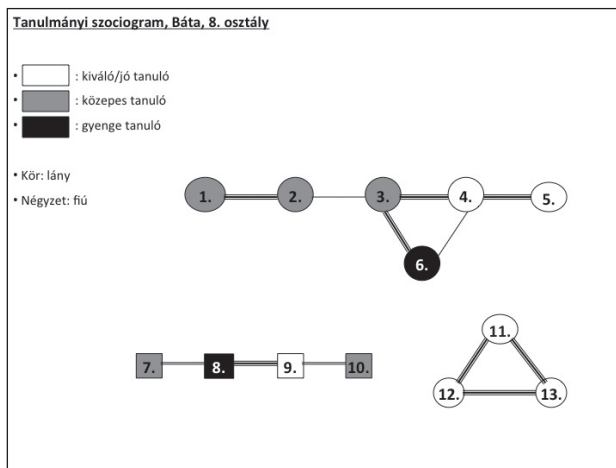 Tanulmányi szociogram, Báta, 8. osztály
• : kiváló/jó tanuló
• : közepes tanuló
• : gyenge tanuló
• Kör: lány
• Négyzet: fiú
1. 2. 3. 4. 5.
6.
11.
7. 8. 9. 10.
12. 13.